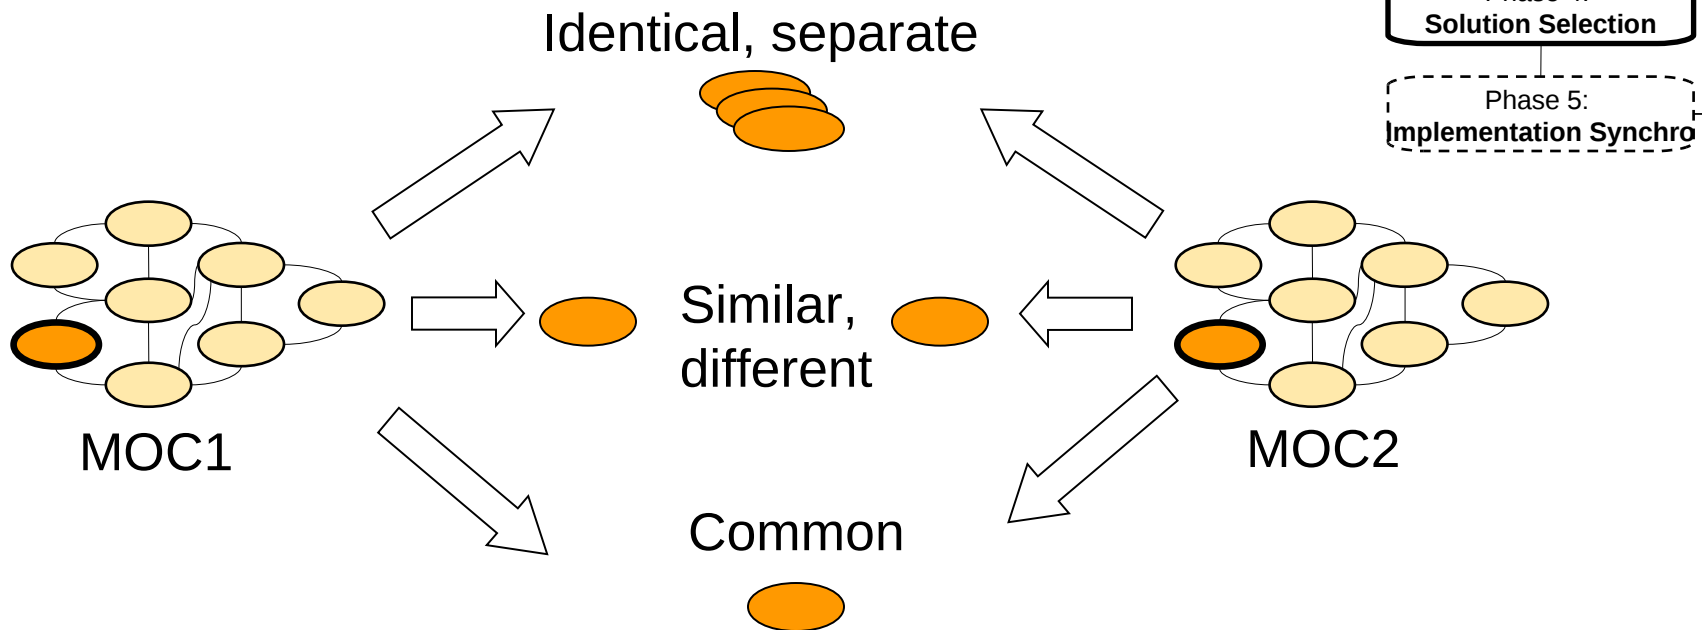 Identical, separate
Solution Selection
Phase 5:
Implementation Synchro
Similar,
different
MOC1
MOC2
Common